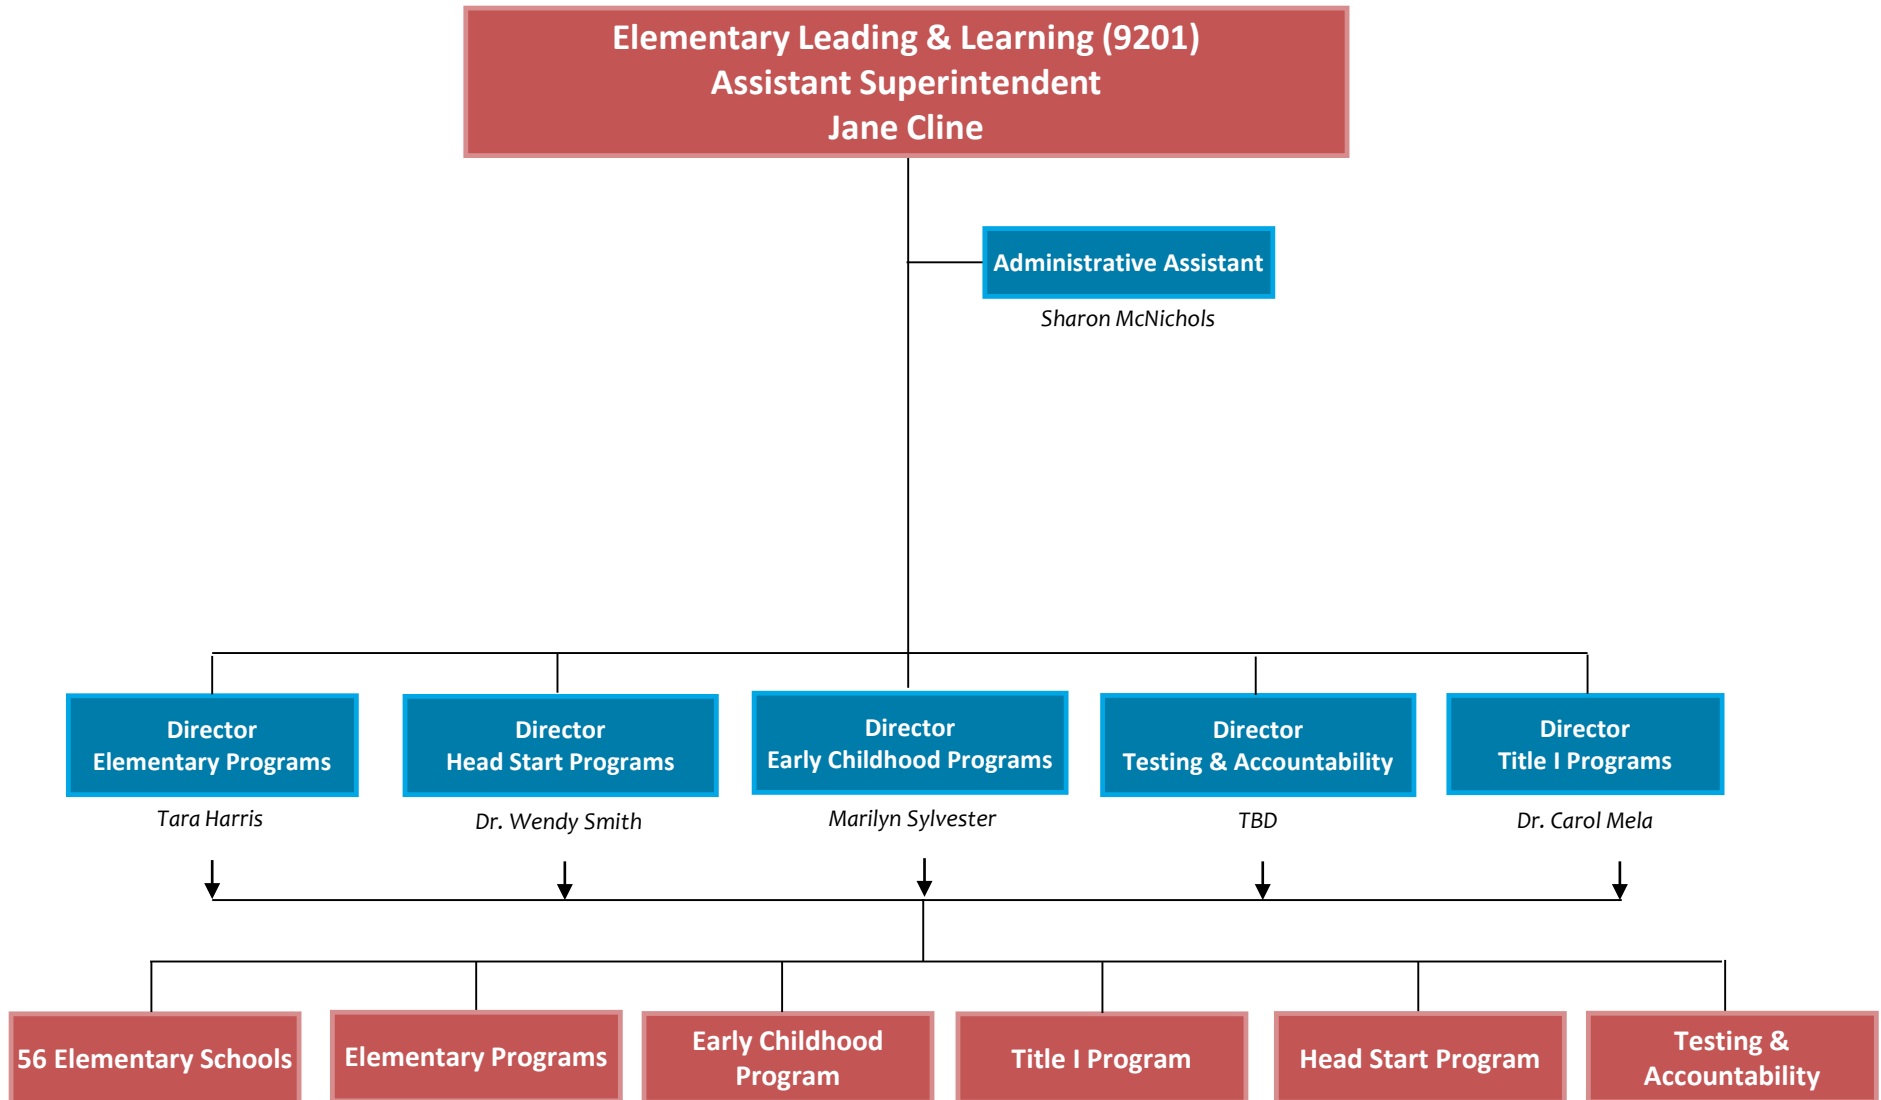 Elementary Leading & Learning (9201)
Assistant Superintendent
Jane Cline
Administrative Assistant
Sharon McNichols
Director
Elementary Programs
Tara Harris
Director
Head Start Programs
Dr. Wendy Smith
Director
Early Childhood Programs
Marilyn Sylvester
Director
Testing & Accountability
TBD
Director
Title I Programs
Dr. Carol Mela
56 Elementary Schools
Elementary Programs
Early Childhood
Program
Title I Program
Head Start Program
Testing &
Accountability